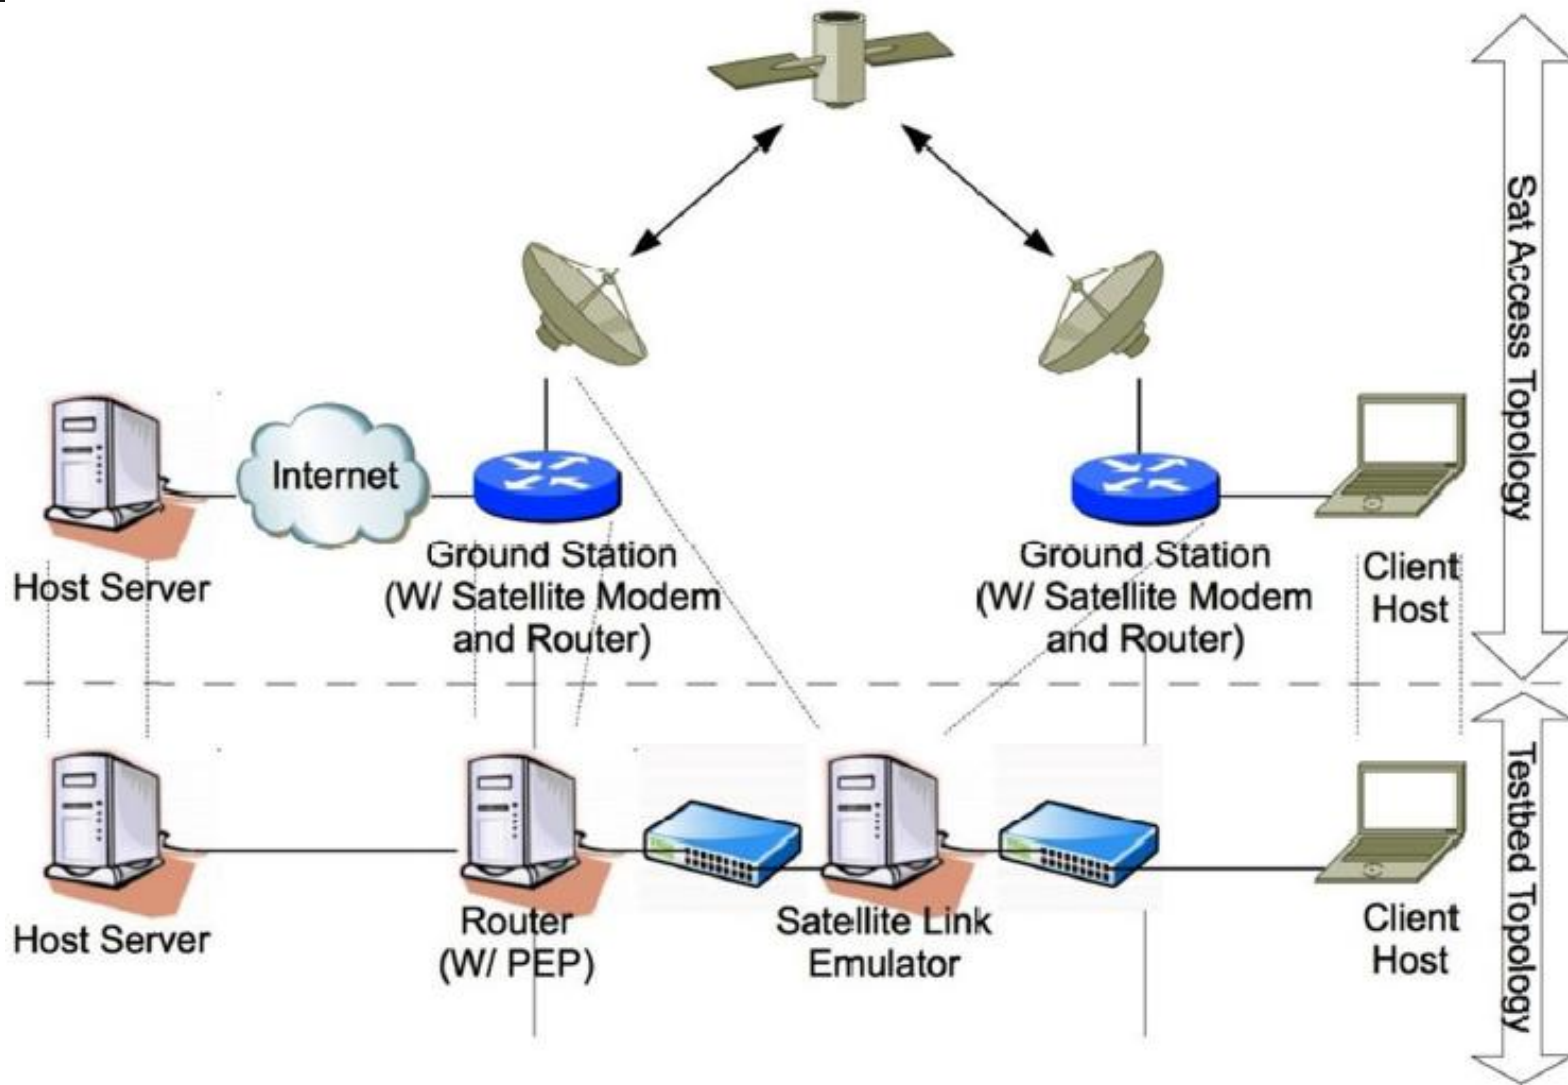 Sat Access Topology
Internet
Host Server
Ground Station
(W/ Satellite Modem
and Router)
Ground Station
(W/ Satellite Modem
and Router)
Client
Host
Testbed Topology
Host Server
Router
(W/ PEP)
Satellite Link
Emulator
Client
Host